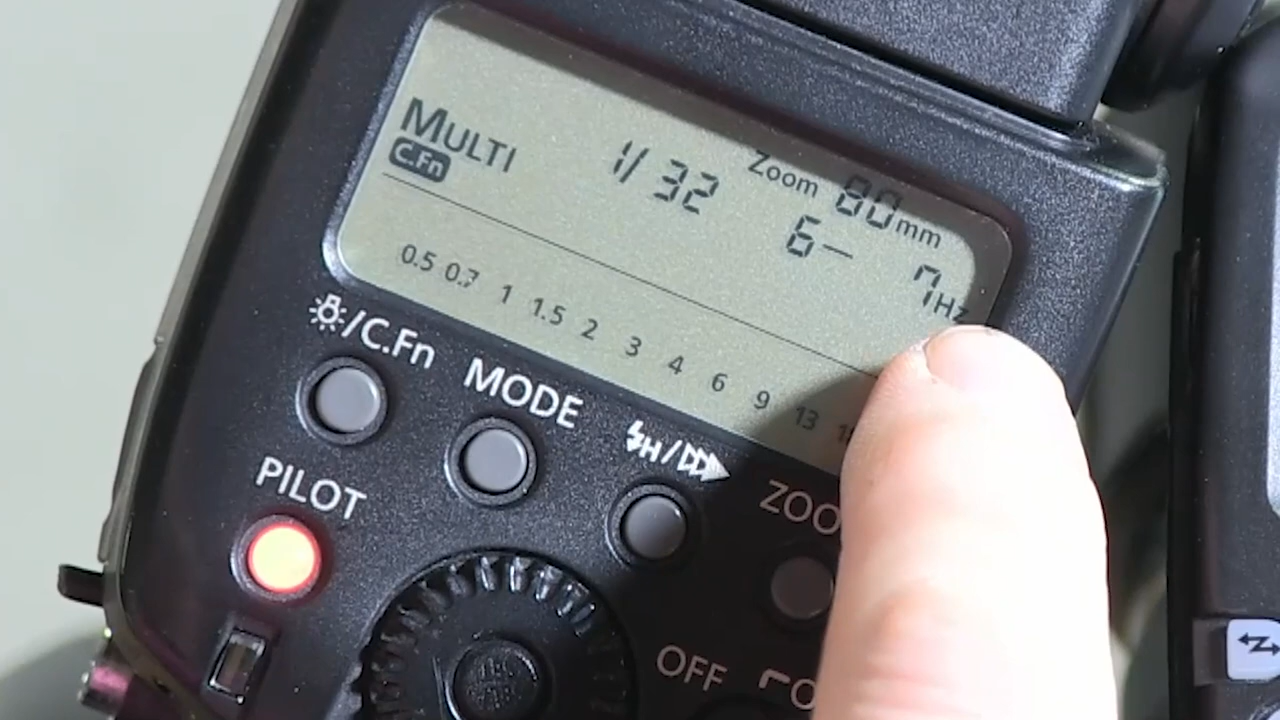 MULTI 1/32 Zoom 80mm
C.Fn 6– 7Hz
0.5 0.7 1 1.5 2 3 4 6 9 13
/C.Fn MODE H/
PILOT ZOO
OFF